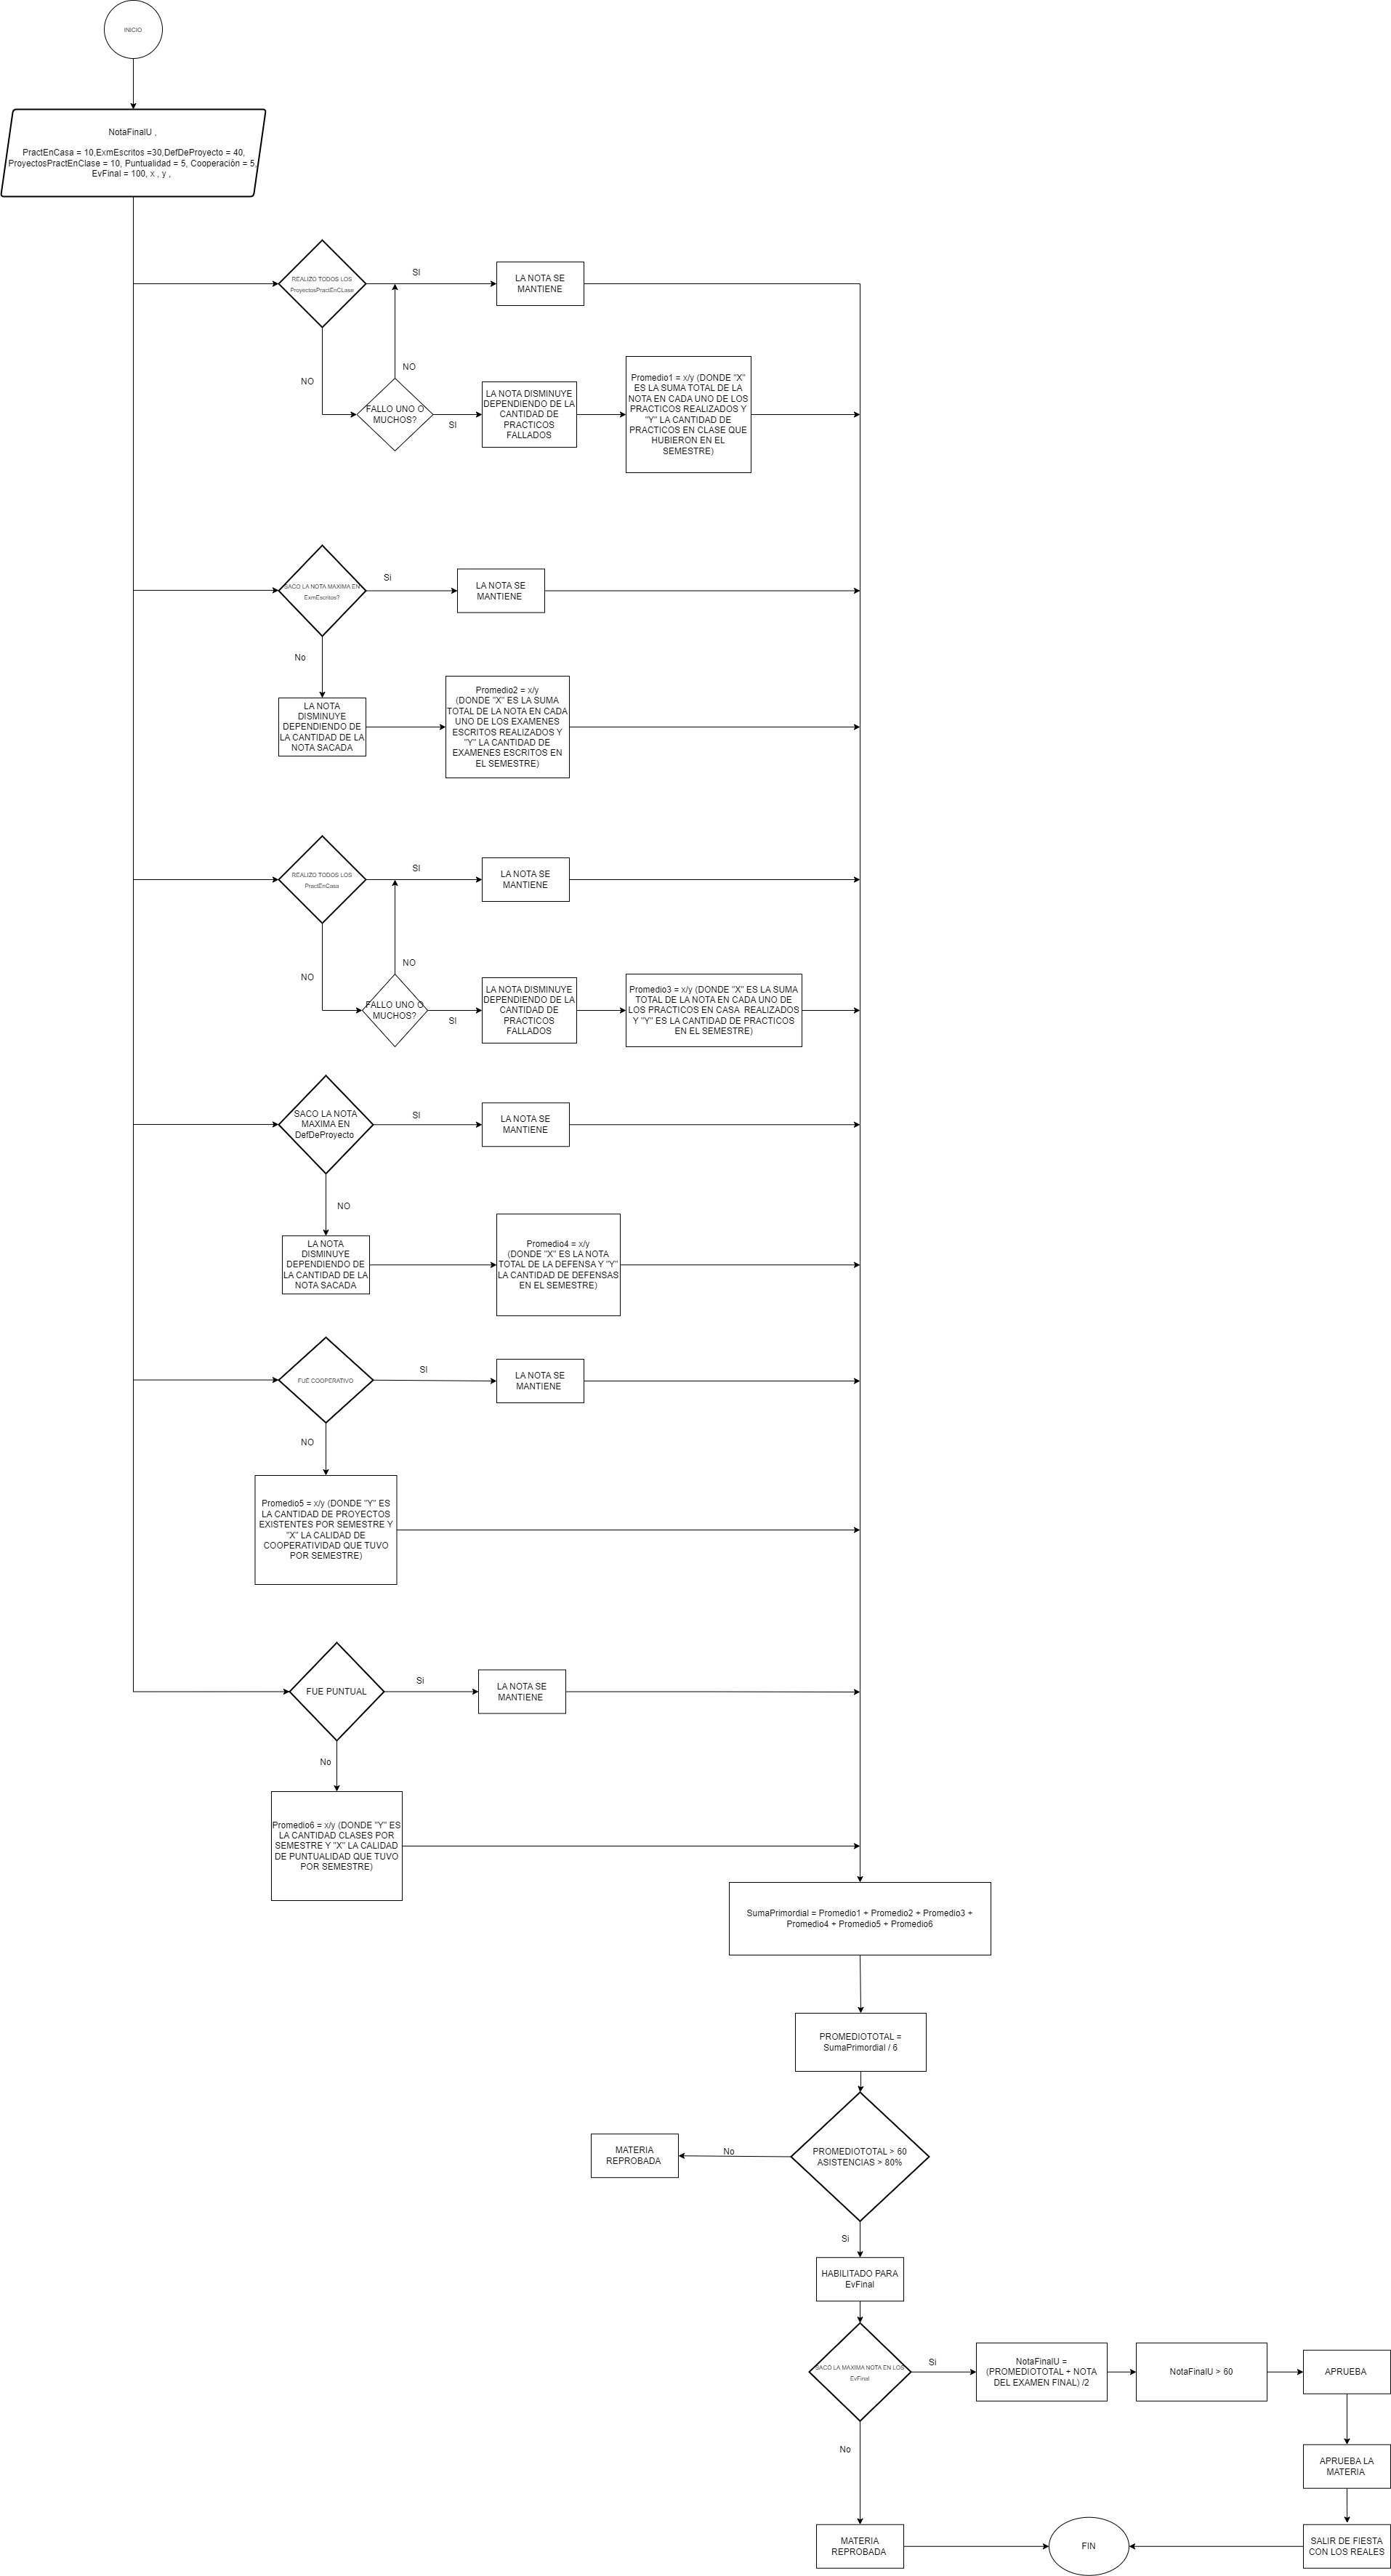 INICIO
NotaFinalU ,
PractEnCasa = 10,ExmEscritos =30,DefDeProyecto = 40,
ProyectosPractEnClase = 10, Puntualidad = 5, Cooperación = 5,
EvFinal = 100, x , y ,
REALIZO TODOS LOS
ProyectosPractEnCLase
SI
LA NOTA SE
MANTIENE
NO
NO
FALLO UNO O
MUCHOS?
SI
LA NOTA DISMINUYE
DEPENDIENDO DE LA
CANTIDAD DE
PRACTICOS
FALLADOS
Promedio1 = x/y (DONDE "X"
ES LA SUMA TOTAL DE LA
NOTA EN CADA UNO DE LOS
PRACTICOS REALIZADOS Y
"Y" LA CANTIDAD DE
PRACTICOS EN CLASE QUE
HUBIERON EN EL
SEMESTRE)
SACO LA NOTA MAXIMA EN
ExmEscritos?
Si
LA NOTA SE
MANTIENE
No
LA NOTA
DISMINUYE
DEPENDIENDO DE
LA CANTIDAD DE LA
NOTA SACADA
Promedio2 = x/y
(DONDE "X" ES LA SUMA
TOTAL DE LA NOTA EN CADA
UNO DE LOS EXAMENES
ESCRITOS REALIZADOS Y
"Y" LA CANTIDAD DE
EXAMENES ESCRITOS EN
EL SEMESTRE)
REALIZO TODOS LOS
PractEnCasa
SI
LA NOTA SE
MANTIENE
NO
NO
FALLO UNO O
MUCHOS?
SI
LA NOTA DISMINUYE
DEPENDIENDO DE LA
CANTIDAD DE
PRACTICOS
FALLADOS
Promedio3 = x/y (DONDE "X" ES LA SUMA
TOTAL DE LA NOTA EN CADA UNO DE
LOS PRACTICOS EN CASA REALIZADOS
Y "Y" ES LA CANTIDAD DE PRACTICOS
EN EL SEMESTRE)
SACO LA NOTA
MAXIMA EN
DefDeProyecto
SI
LA NOTA SE
MANTIENE
NO
LA NOTA
DISMINUYE
DEPENDIENDO DE
LA CANTIDAD DE LA
NOTA SACADA
Promedio4 = x/y
(DONDE "X" ES LA NOTA
TOTAL DE LA DEFENSA Y "Y"
LA CANTIDAD DE DEFENSAS
EN EL SEMESTRE)
FUÉ COOPERATIVO
SI
LA NOTA SE
MANTIENE
NO
Promedio5 = x/y (DONDE "Y" ES
LA CANTIDAD DE PROYECTOS
EXISTENTES POR SEMESTRE Y
"X" LA CALIDAD DE
COOPERATIVIDAD QUE TUVO
POR SEMESTRE)
FUE PUNTUAL
Si
LA NOTA SE
MANTIENE
No
Promedio6 = x/y (DONDE "Y" ES
LA CANTIDAD CLASES POR
SEMESTRE Y "X" LA CALIDAD
DE PUNTUALIDAD QUE TUVO
POR SEMESTRE)
SumaPrimordial = Promedio1 + Promedio2 + Promedio3 +
Promedio4 + Promedio5 + Promedio6
PROMEDIOTOTAL =
SumaPrimordial / 6
PROMEDIOTOTAL > 60
ASISTENCIAS > 80%
No
MATERIA
REPROBADA
Si
HABILITADO PARA
EvFinal
SACÓ LA MAXIMA NOTA EN LOS
EvFinal
Si
NotaFinalU =
(PROMEDIOTOTAL + NOTA
DEL EXAMEN FINAL) /2
NotaFinalU > 60
APRUEBA
No
APRUEBA LA
MATERIA
MATERIA
REPROBADA
FIN
SALIR DE FIESTA
CON LOS REALES